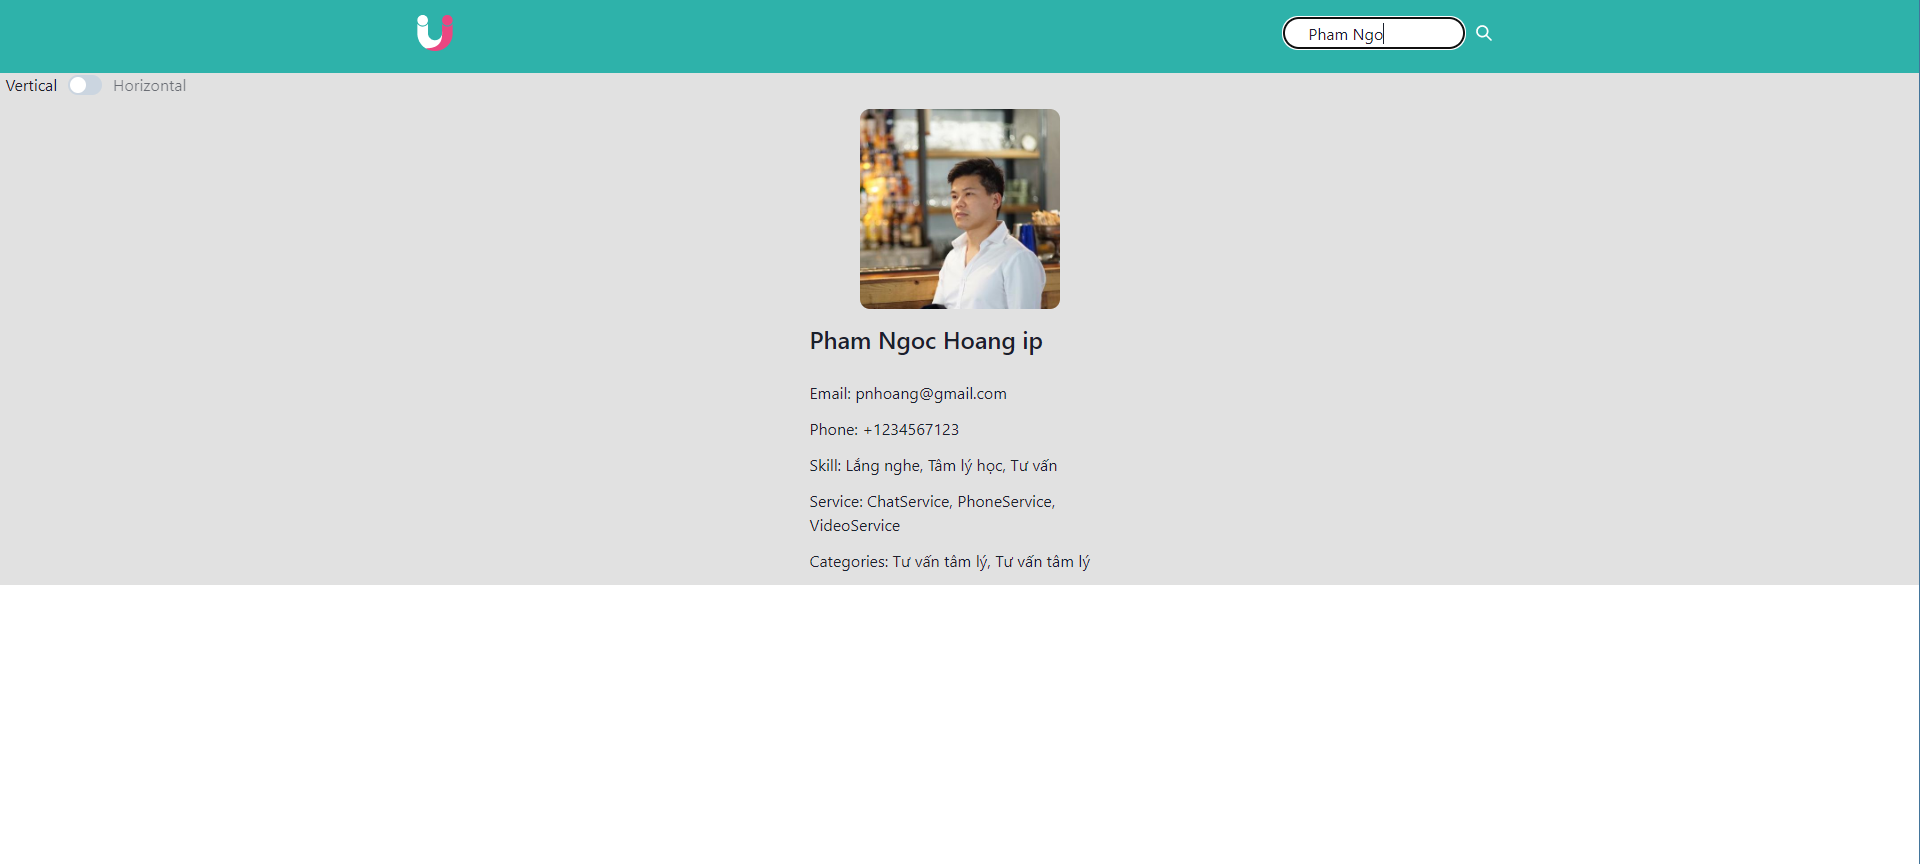 Pham Ngo
Vertical Horizontal
Pham Ngoc Hoang ip
Email: pnhoang@gmail.com
Phone: +1234567123
Skill: Lắng nghe, Tâm lý học, Tư vấn
Service: ChatService, PhoneService,
VideoService
Categories: Tư vấn tâm lý, Tư vấn tâm lý